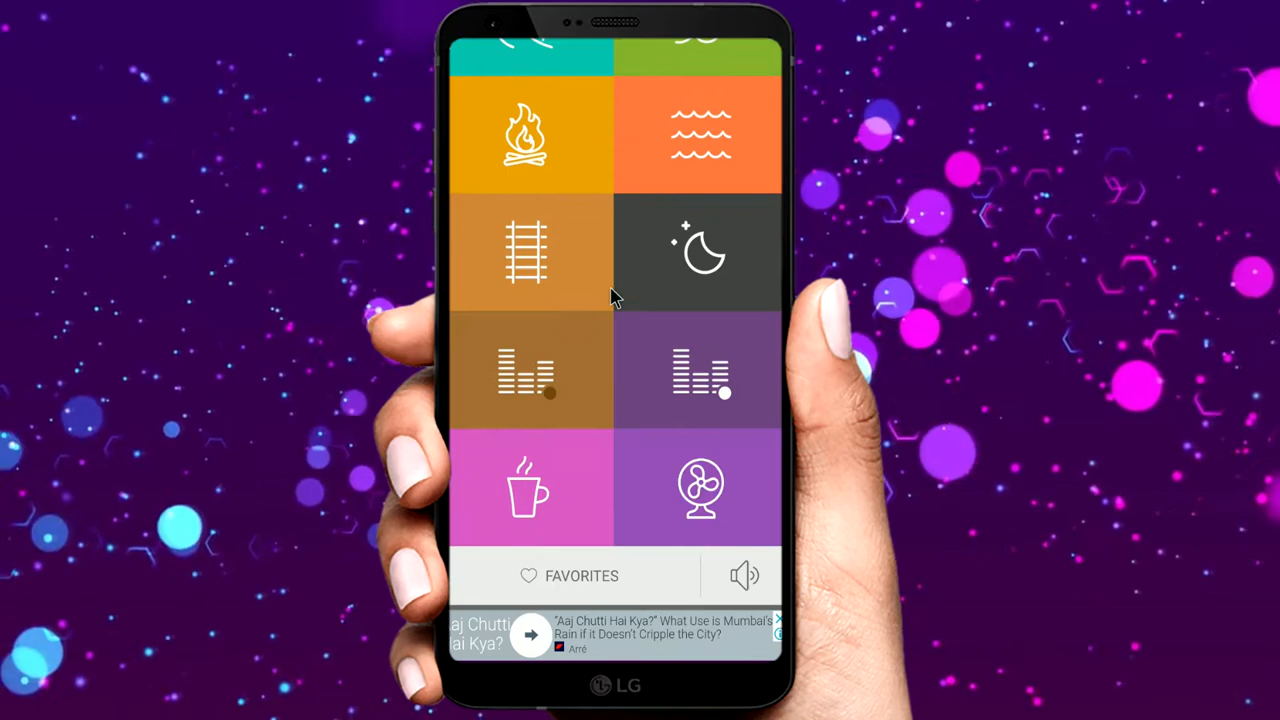 FAVORITES
aj Chutti
lai Kya?
"Aaj Chutti Hai Kya?" What Use is Mumbai's
Rain if it Doesn't Cripple the City?
Arré
LG